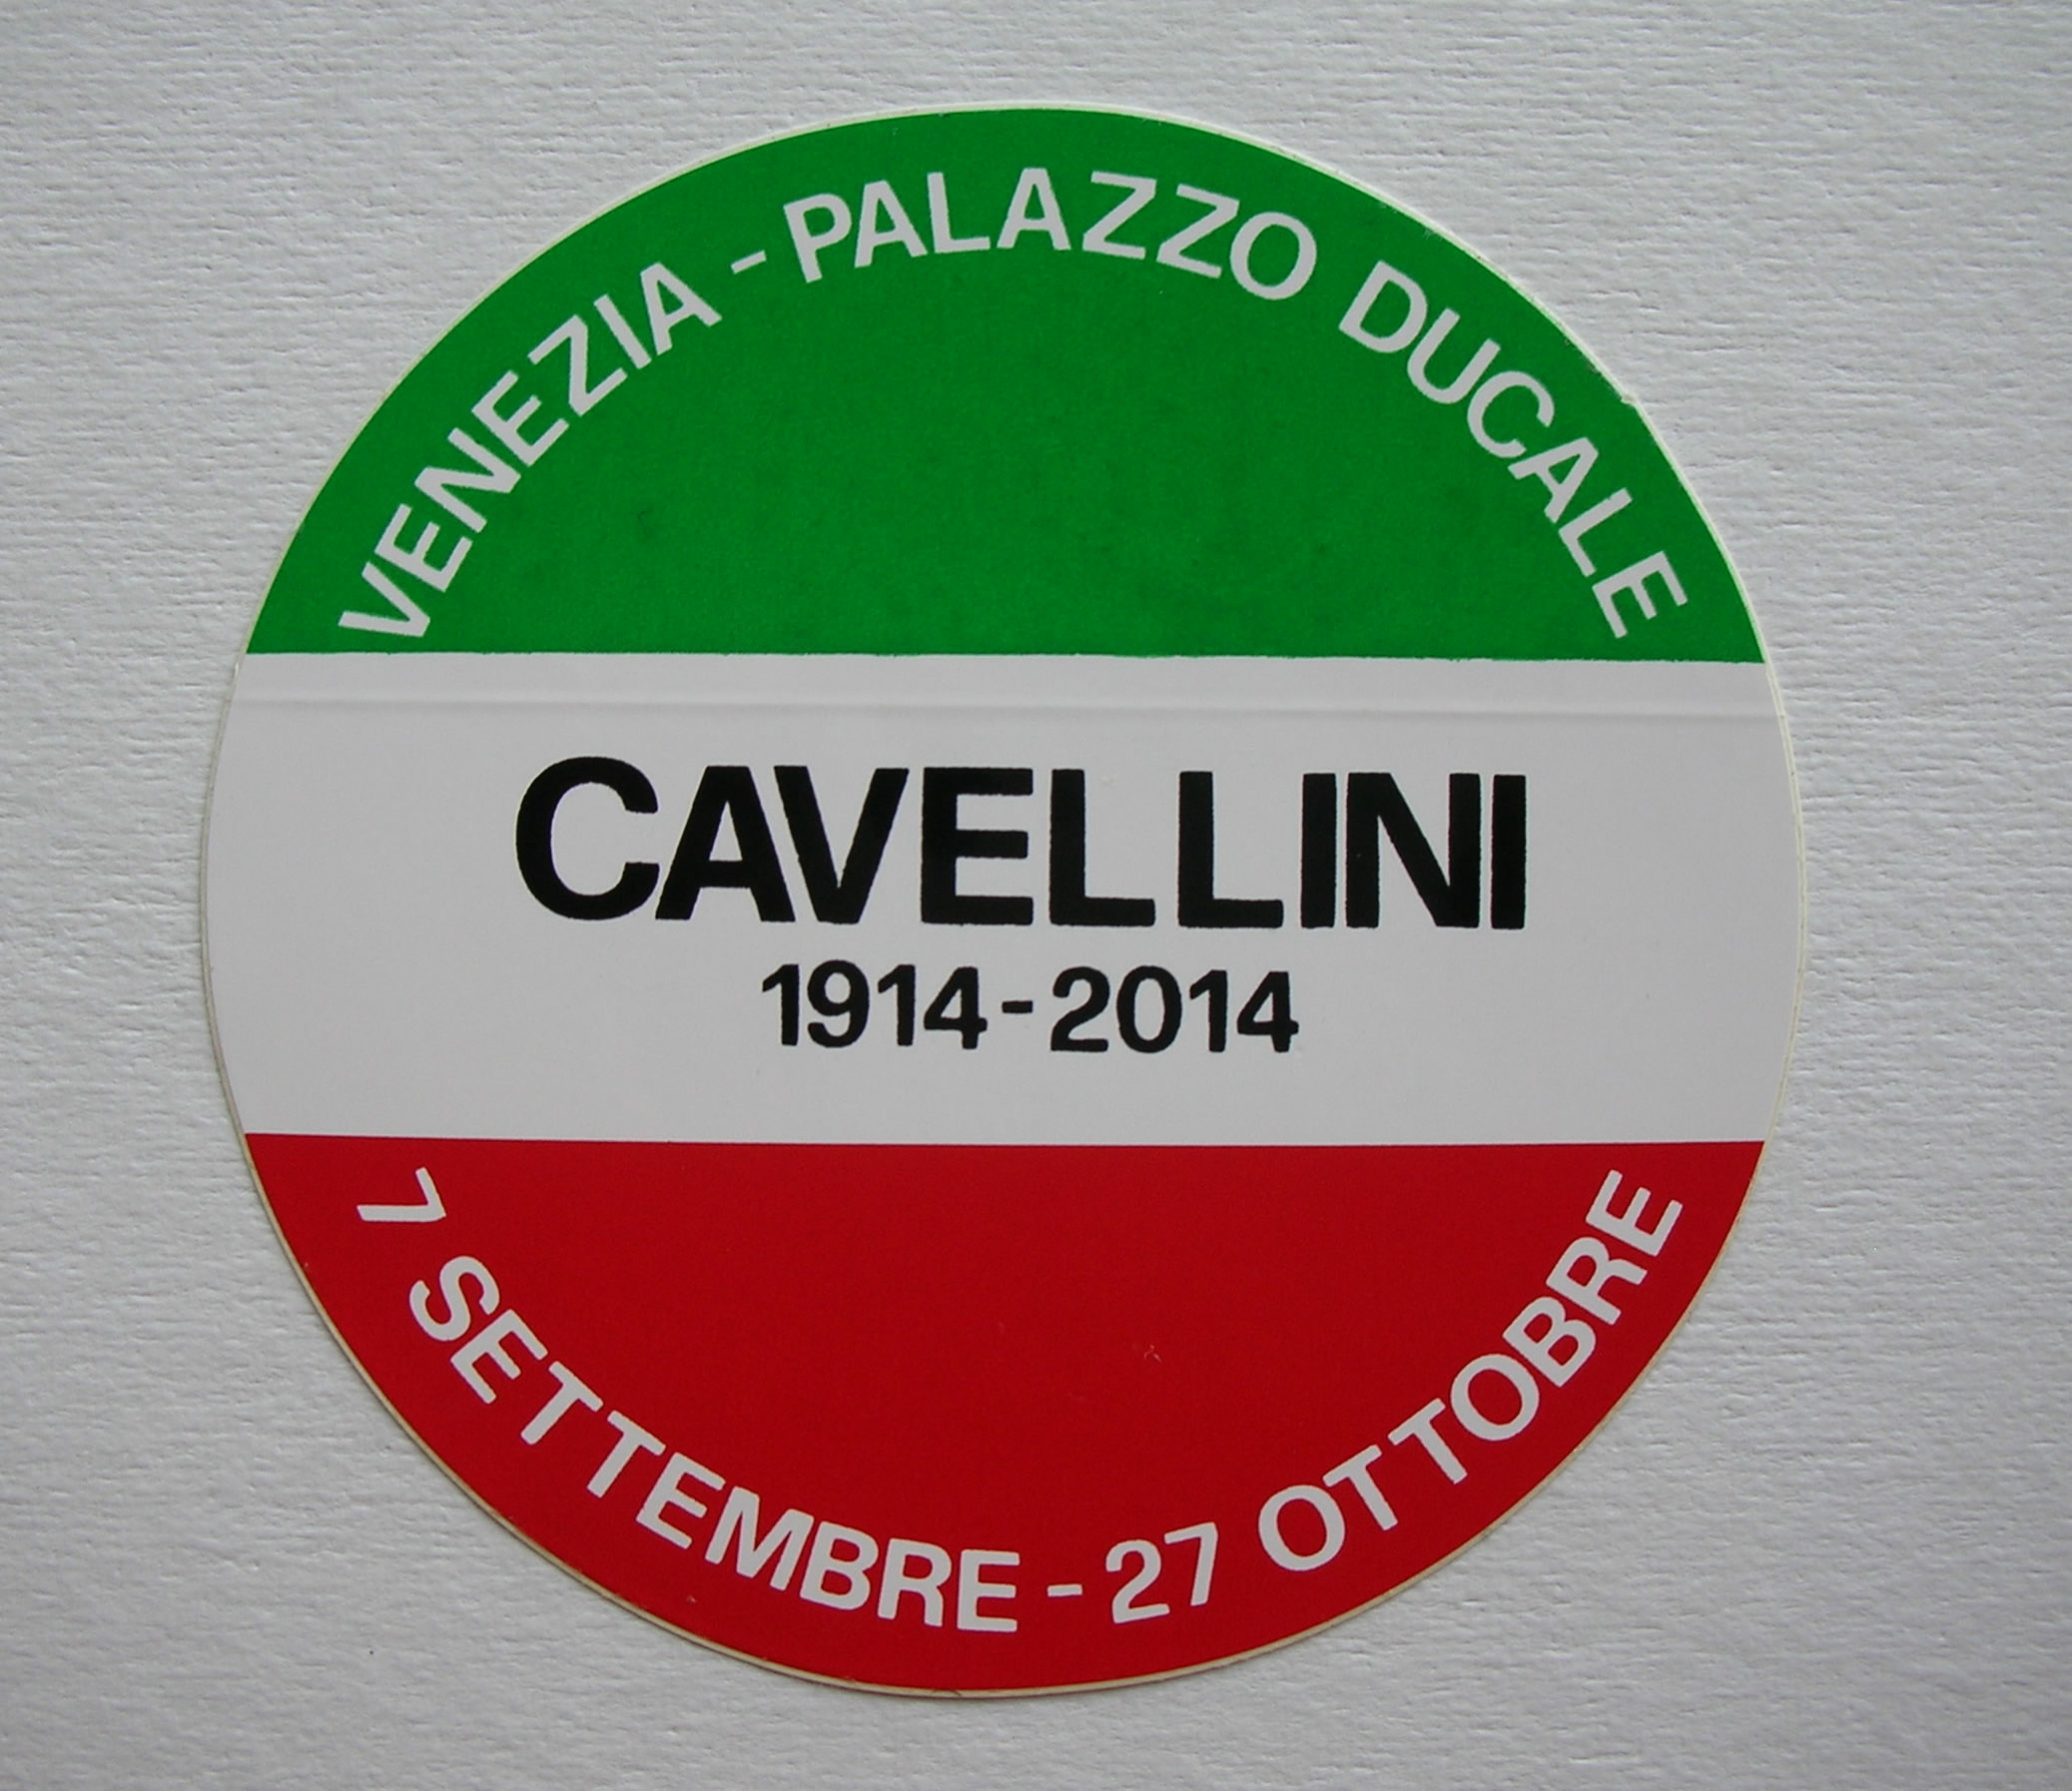 VENEZIA - PALAZZO DUCALE
CAVELLINI
1914-2014
7 SETTEMBRE - 27 OTTOBRE